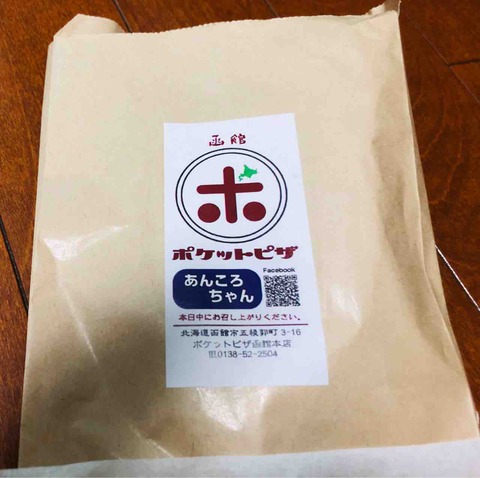 函館
ホ
ポケットピザ
Facebook
あんころ
ちゃん
本日中にお召し上がりください。
北海道函館市五稜郭町3-16
ポケットピザ函館本店
℡0138-52-2504